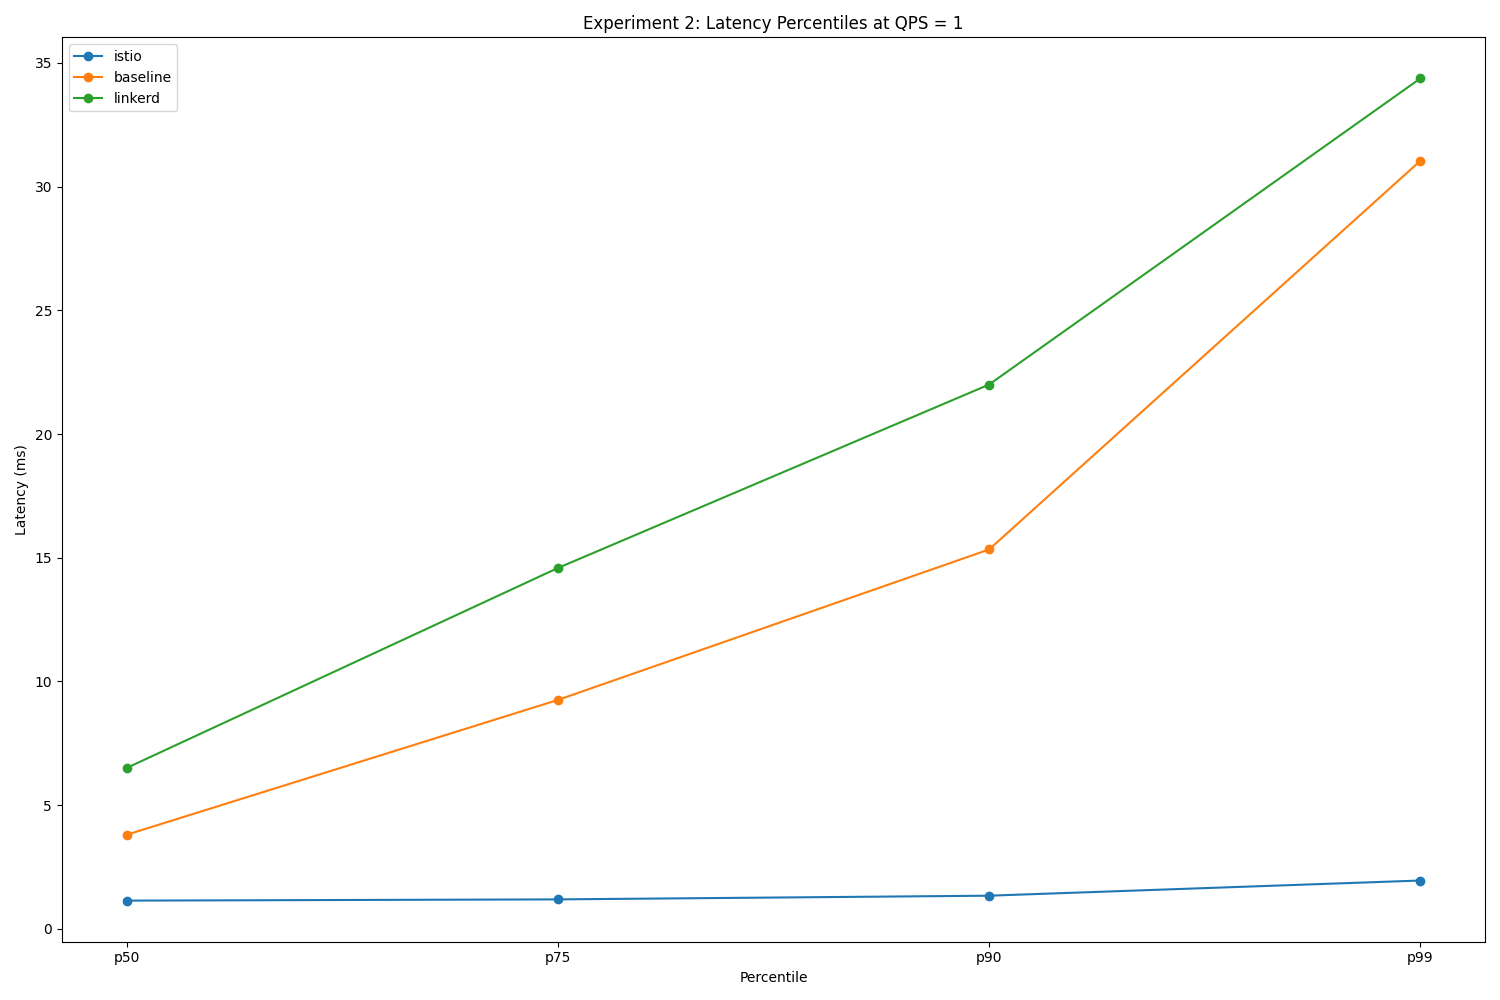 Experiment 2: Latency Percentiles at QPS = 1
istio
baseline
linkerd
35
30
25
20
15
10
5
0
Latency (ms)
p50 p75 p90 p99
Percentile